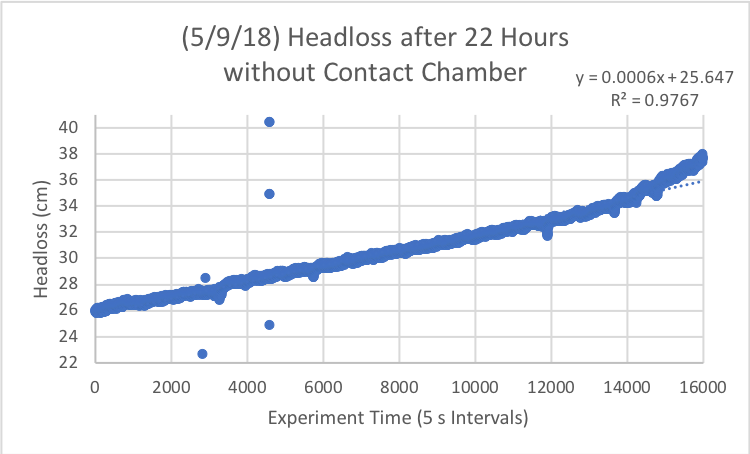 (5/9/18) Headloss after 22 Hours
without Contact Chamber
y = 0.0006x + 25.647
R² = 0.9767
Headloss (cm)
40
38
36
34
32
30
28
26
24
22
0 2000 4000 6000 8000 10000 12000 14000 16000
Experiment Time (5 s Intervals)